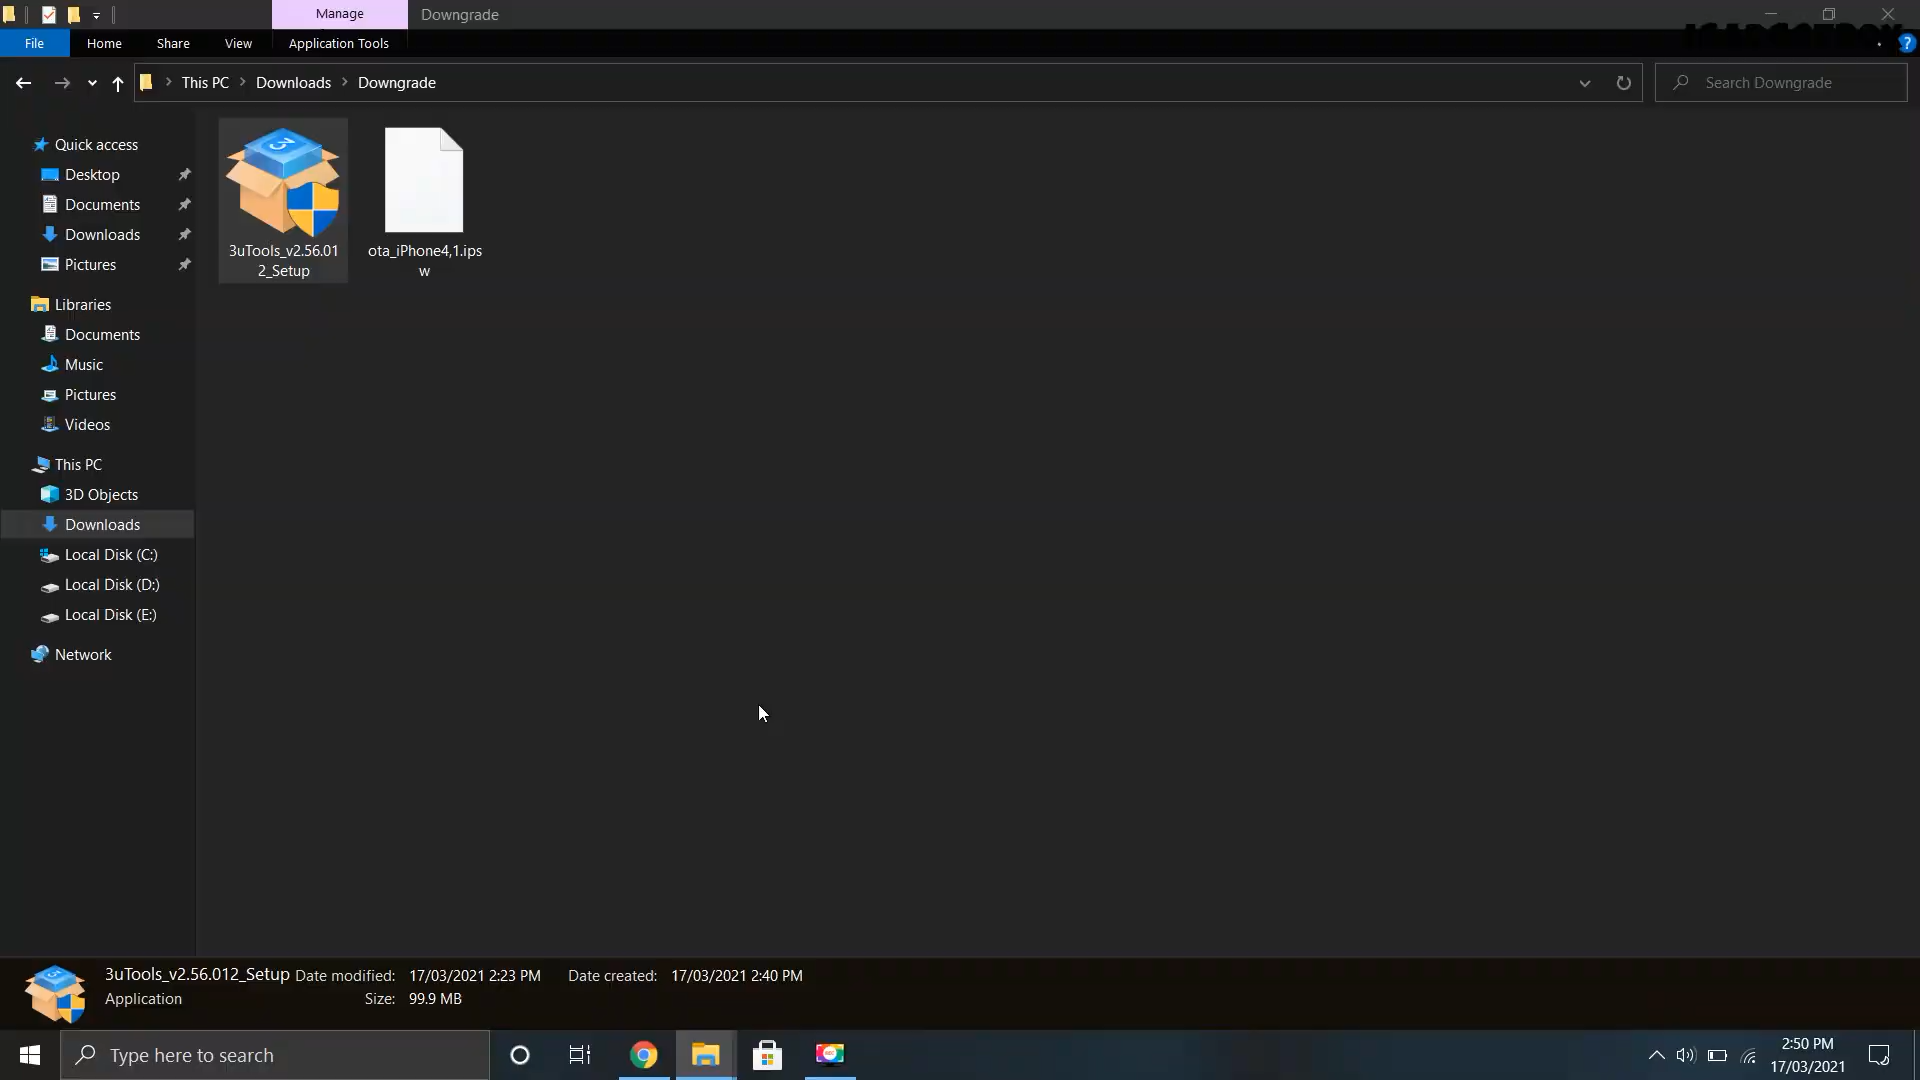 Manage
Downgrade
File
Home
Share
View
Application Tools
This PC
Downloads
Downgrade
Search Downgrade
Quick access
Desktop
Documents
Downloads
Pictures
Libraries
Documents
Music
Pictures
Videos
This PC
3D Objects
Downloads
Local Disk (C:)
Local Disk (D:)
Local Disk (E:)
Network
3uTools_v2.56.01
2_Setup
ota_iPhone4,1.ips
w
3uTools_v2.56.012_Setup Date modified: 17/03/2021 2:23 PM Date created: 17/03/2021 2:40 PM
Application Size: 99.9 MB
Type here to search
2:50 PM
17/03/2021